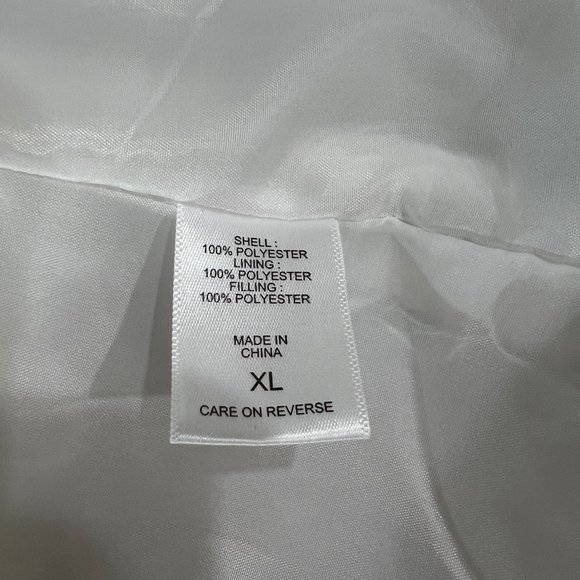 SHELL :
100% POLYESTER
LINING :
100% POLYESTER
FILLING :
100% POLYESTER
MADE IN
CHINA
XL
CARE ON REVERSE